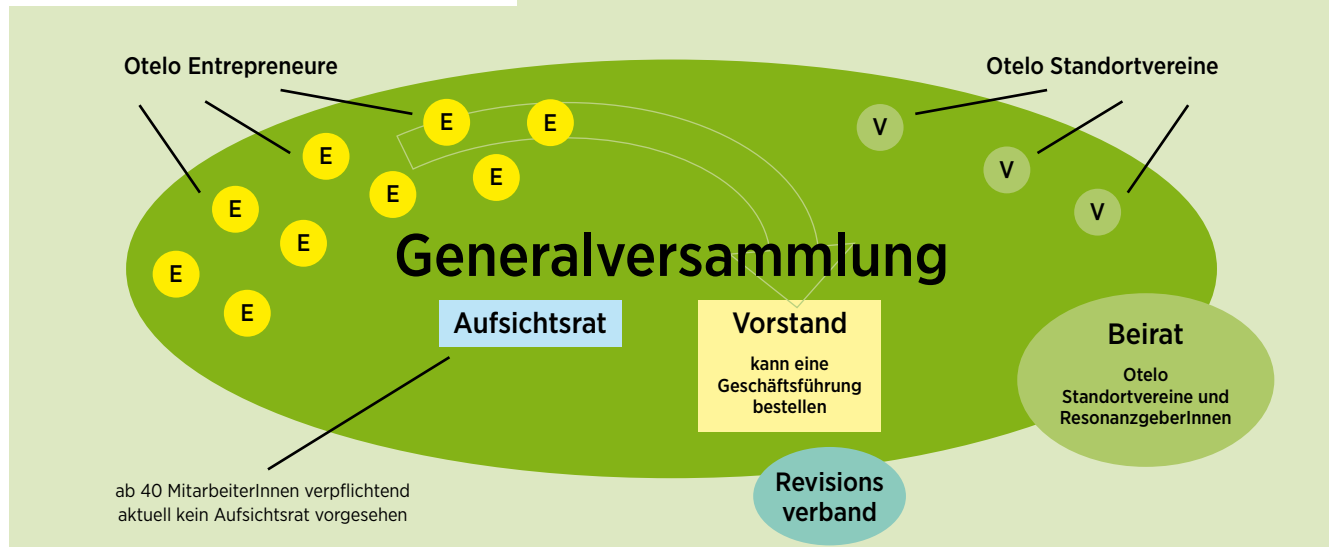 Otelo Entrepreneure
Otelo Standortvereine
E
E
V
E
E
E
V
E
V
E
E
E
Generalversammlung
Aufsichtsrat
Vorstand
kann eine
Geschäftsführung
bestellen
Beirat
Otelo
Standortvereine und
ResonanzgeberInnen
Revisions
verband
ab 40 MitarbeiterInnen verpflichtend
aktuell kein Aufsichtsrat vorgesehen